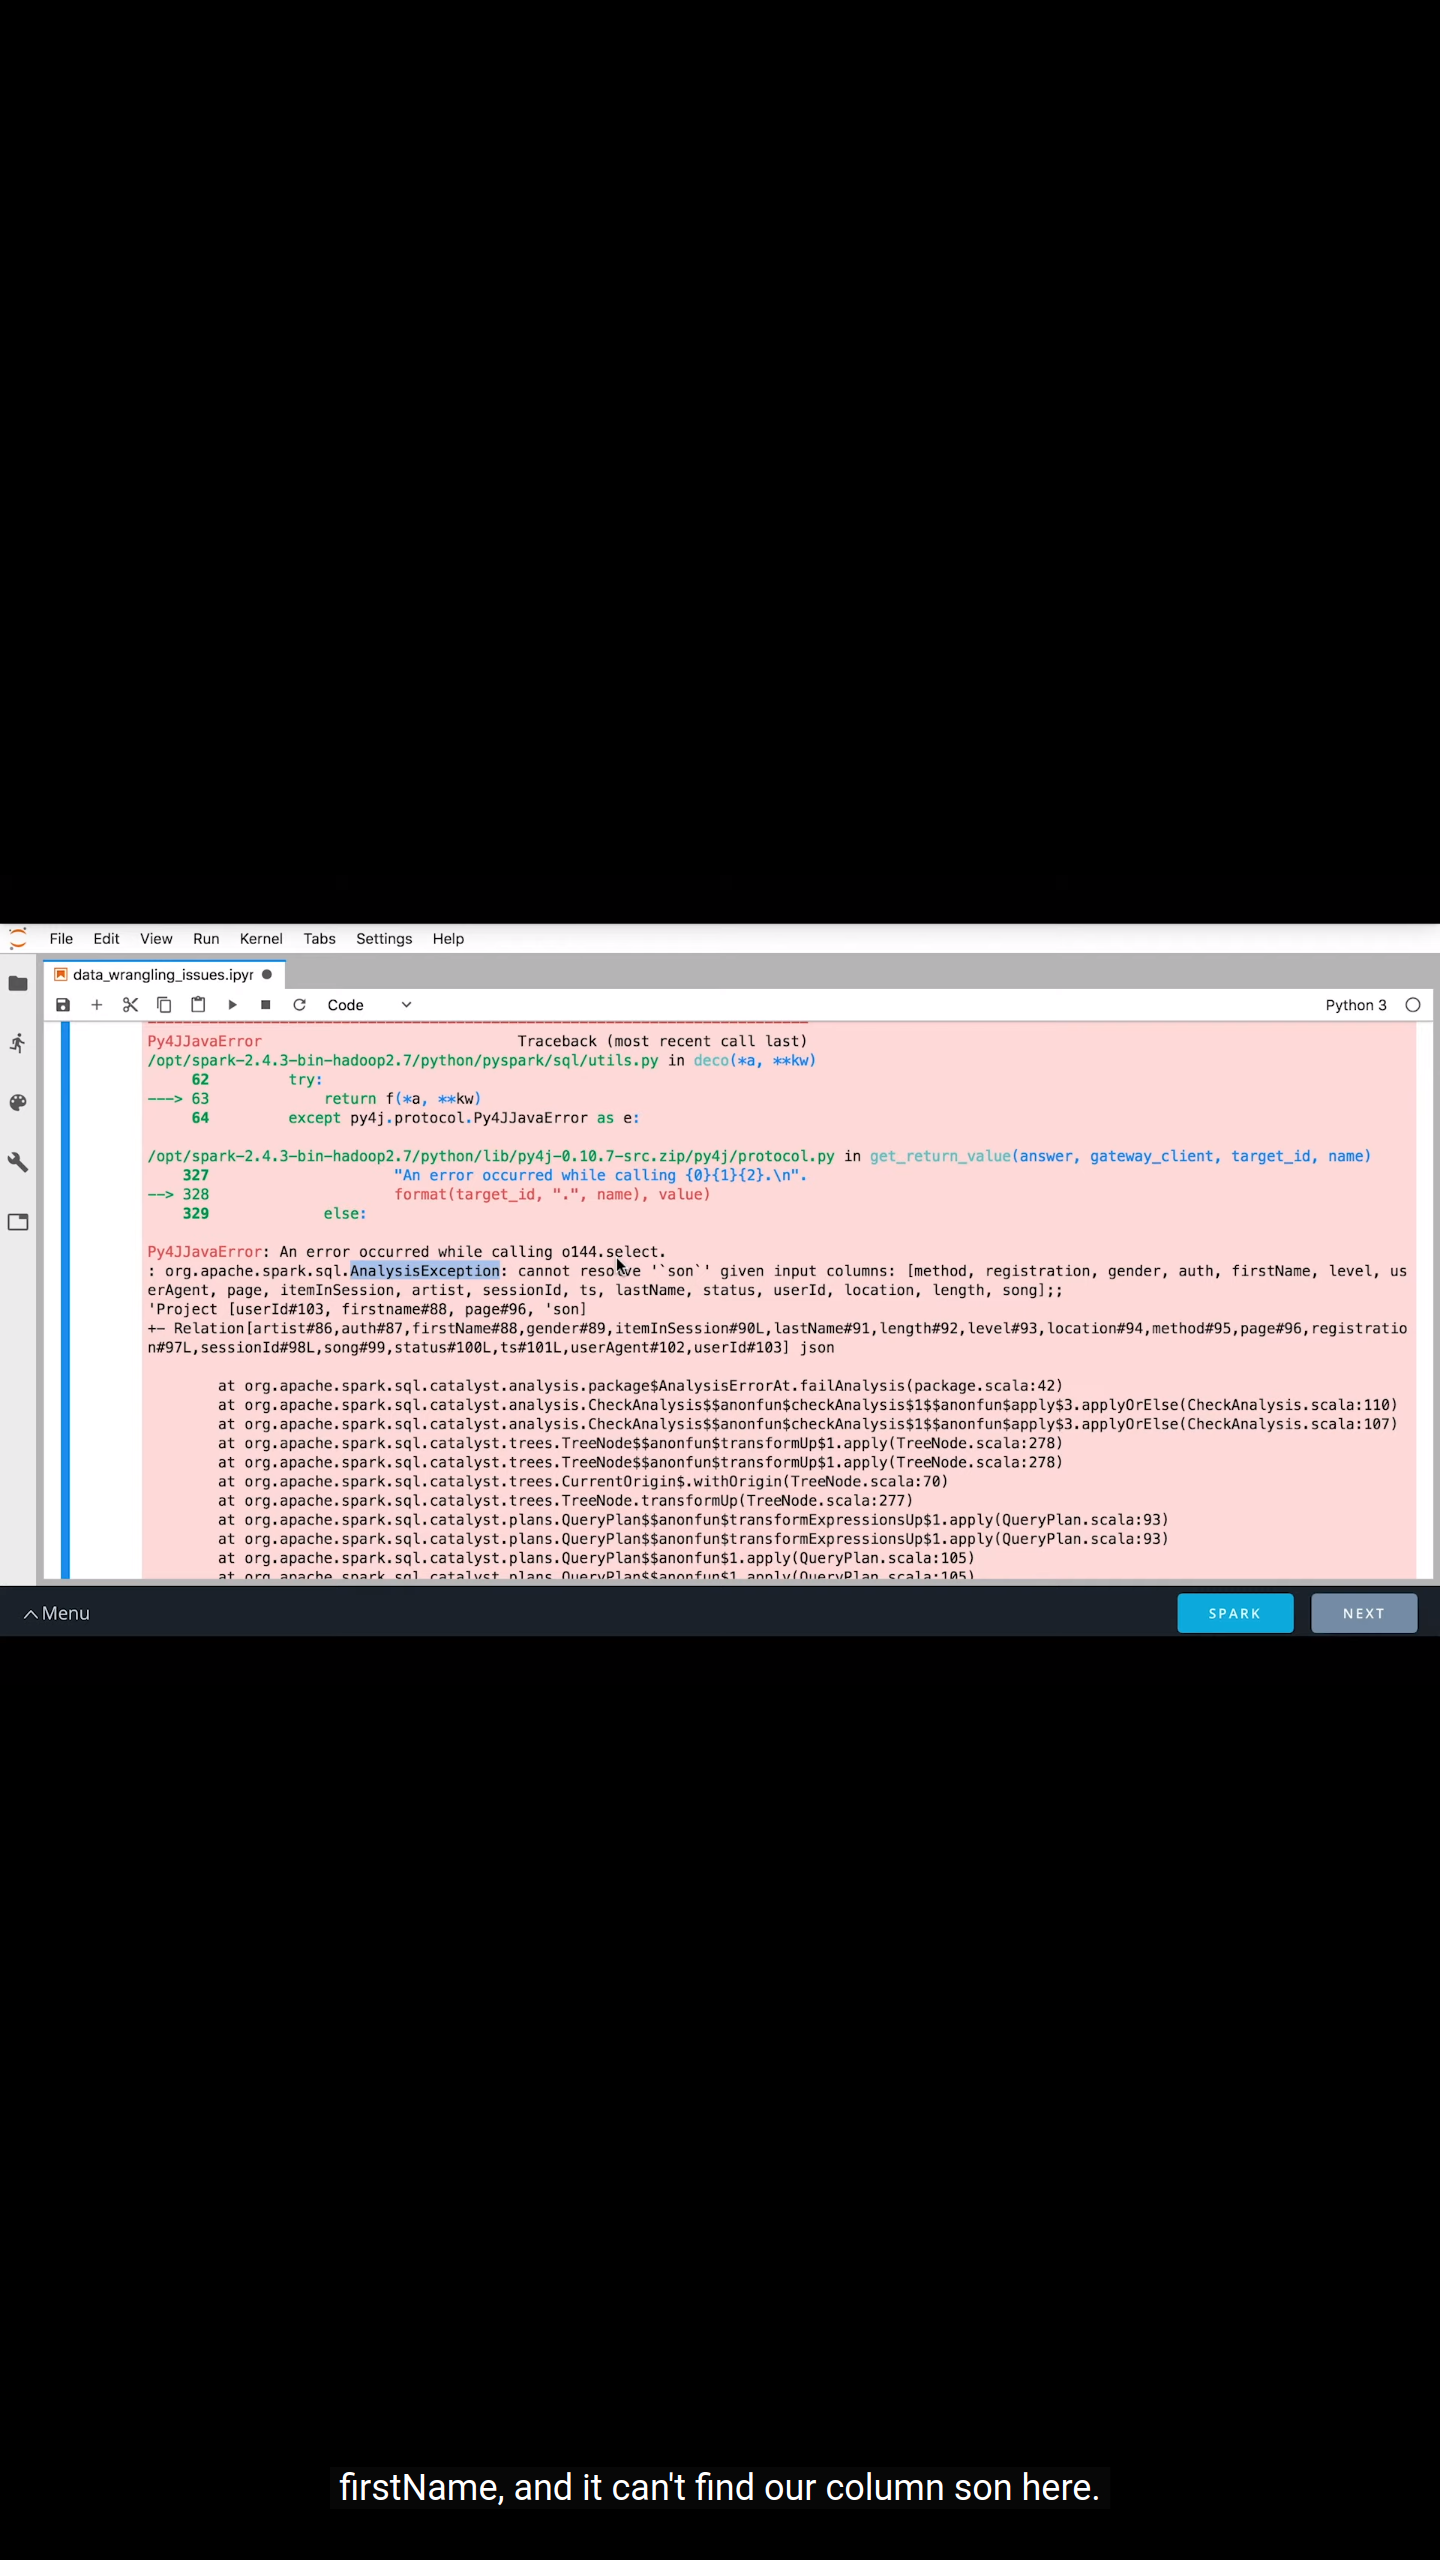 File Edit View Run Kernel Tabs Settings Help
data_wrangling_issues.ipyr
Code
Python 3
Py4JJavaError Traceback (most recent call last)
/opt/spark-2.4.3-bin-hadoop2.7/python/pyspark/sql/utils.py in deco(*a, **kw)
62 try:
---> 63 return f(*a, **kw)
64 except py4j.protocol.Py4JJavaError as e:
/opt/spark-2.4.3-bin-hadoop2.7/python/lib/py4j-0.10.7-src.zip/py4j/protocol.py in get_return_value(answer, gateway_client, target_id, name)
327 "An error occurred while calling {0}{1}{2}.\n".
--> 328 format(target_id, ".", name), value)
329 else:
Py4JJavaError: An error occurred while calling o144.select.
: org.apache.spark.sql.AnalysisException: cannot resolve '`son`' given input columns: [method, registration, gender, auth, firstName, level, us
erAgent, page, itemInSession, artist, sessionId, ts, lastName, status, userId, location, length, song];;
'Project [userId#103, firstname#88, page#96, 'son]
+- Relation[artist#86,auth#87,firstName#88,gender#89,itemInSession#90L,lastName#91,length#92,level#93,location#94,method#95,page#96,registratio
n#97L,sessionId#98L,song#99,status#100L,ts#101L,userAgent#102,userId#103] json
at org.apache.spark.sql.catalyst.analysis.package$AnalysisErrorAt.failAnalysis(package.scala:42)
at org.apache.spark.sql.catalyst.analysis.CheckAnalysis$$anonfun$checkAnalysis$1$$anonfun$apply$3.applyOrElse(CheckAnalysis.scala:110)
at org.apache.spark.sql.catalyst.analysis.CheckAnalysis$$anonfun$checkAnalysis$1$$anonfun$apply$3.applyOrElse(CheckAnalysis.scala:107)
at org.apache.spark.sql.catalyst.trees.TreeNode$$anonfun$transformUp$1.apply(TreeNode.scala:278)
at org.apache.spark.sql.catalyst.trees.TreeNode$$anonfun$transformUp$1.apply(TreeNode.scala:278)
at org.apache.spark.sql.catalyst.trees.CurrentOrigin$.withOrigin(TreeNode.scala:70)
at org.apache.spark.sql.catalyst.trees.TreeNode.transformUp(TreeNode.scala:277)
at org.apache.spark.sql.catalyst.plans.QueryPlan$$anonfun$transformExpressionsUp$1.apply(QueryPlan.scala:93)
at org.apache.spark.sql.catalyst.plans.QueryPlan$$anonfun$transformExpressionsUp$1.apply(QueryPlan.scala:93)
at org.apache.spark.sql.catalyst.plans.QueryPlan$$anonfun$1.apply(QueryPlan.scala:105)
at org.apache.spark.sql.catalyst.plans.QueryPlan$$anonfun$1.apply(QueryPlan.scala:105)
Menu
SPARK
NEXT
firstName, and it can't find our column son here.